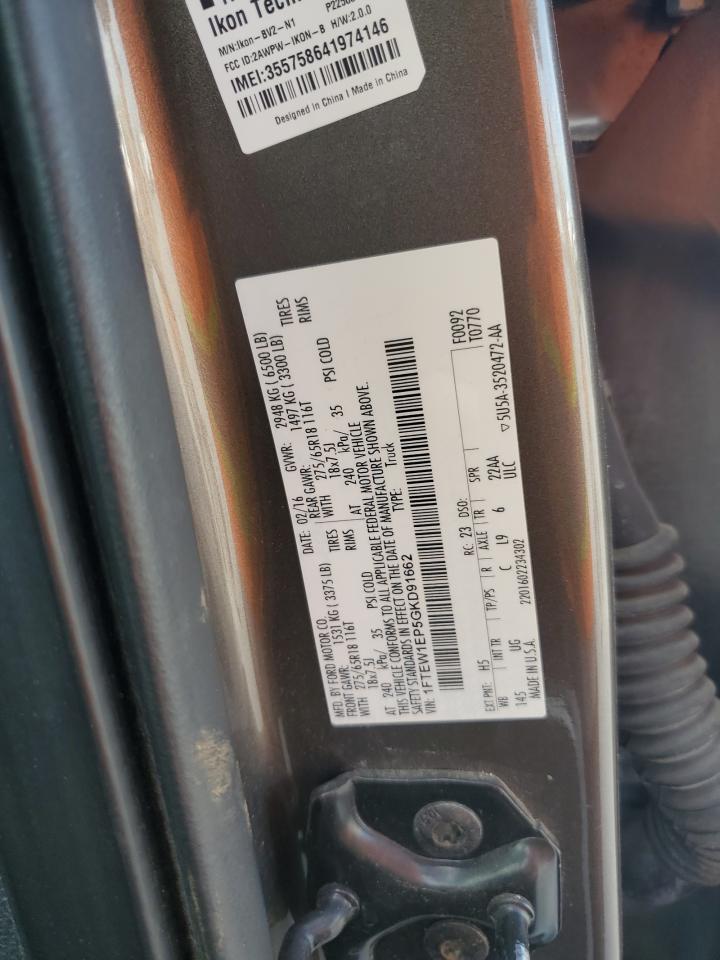 Ikon Tech
M/N:Ikon-BV2-N1
FCC ID:2AWPW-IKON-B H/W:2.0.0
IMEI:355758641974146
Designed in China | Made in China
MFD. BY FORD MOTOR CO.
DATE: 02/16 GVWR: 2948 KG ( 6500 LB)
FRONT GAWR: 1531 KG ( 3375 LB) REAR GAWR: 1497 KG ( 3300 LB)
WITH 275/65R18 116T TIRES WITH 275/65R18 116T TIRES
18x7.5J RIMS 18x7.5J RIMS
AT 240 kPa/ 35 PSI COLD AT 240 kPa/ 35 PSI COLD
THIS VEHICLE CONFORMS TO ALL APPLICABLE FEDERAL MOTOR VEHICLE
SAFETY STANDARDS IN EFFECT ON THE DATE OF MANUFACTURE SHOWN ABOVE.
VIN: 1FTEW1EP5GKD91662 TYPE: Truck
F0092
T0770
EXT PNT: H5 RC: 23 DSO:
WB INT TR TP/PS R AXLE TR SPR
145 UG C L9 6 22AA
ULC
MADE IN U.S.A. 2201602234302 ▽5U5A-3520472-AA